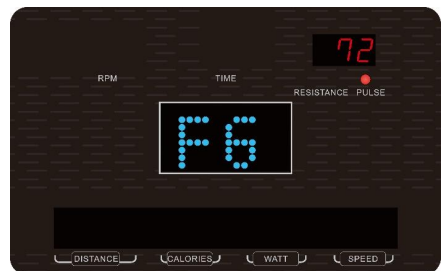 72
RPM TIME
RESISTANCE PULSE
F6
DISTANCE CALORIES WATT SPEED